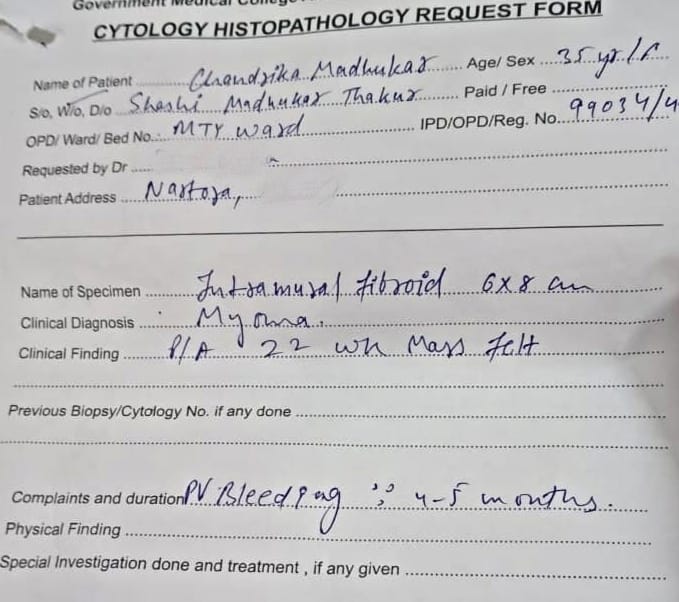 Government Medical Colleg
CYTOLOGY HISTOPATHOLOGY REQUEST FORM
Name of Patient ............ Chandrika Madhukar ...... Age/ Sex .... 35 yr/F
S/o, W/o, D/o Shashi Madhukar Thakur ........ Paid / Free ....................
OPD/ Ward/ Bed No. .: MTY ward ........................ IPD/OPD/Reg. No. 99034/4
Requested by Dr ......
Patient Address ..... Nartoja, .....
Name of Specimen ............ Intramural fibroid 6x8 cm
Clinical Diagnosis ............ Myoma.
Clinical Finding ........... P/A 22 wk Mass felt
Previous Biopsy/Cytology No. if any done ..............................
Complaints and duration PV Bleeding 4-5 months.
Physical Finding ..............................
Special Investigation done and treatment , if any given ..............................